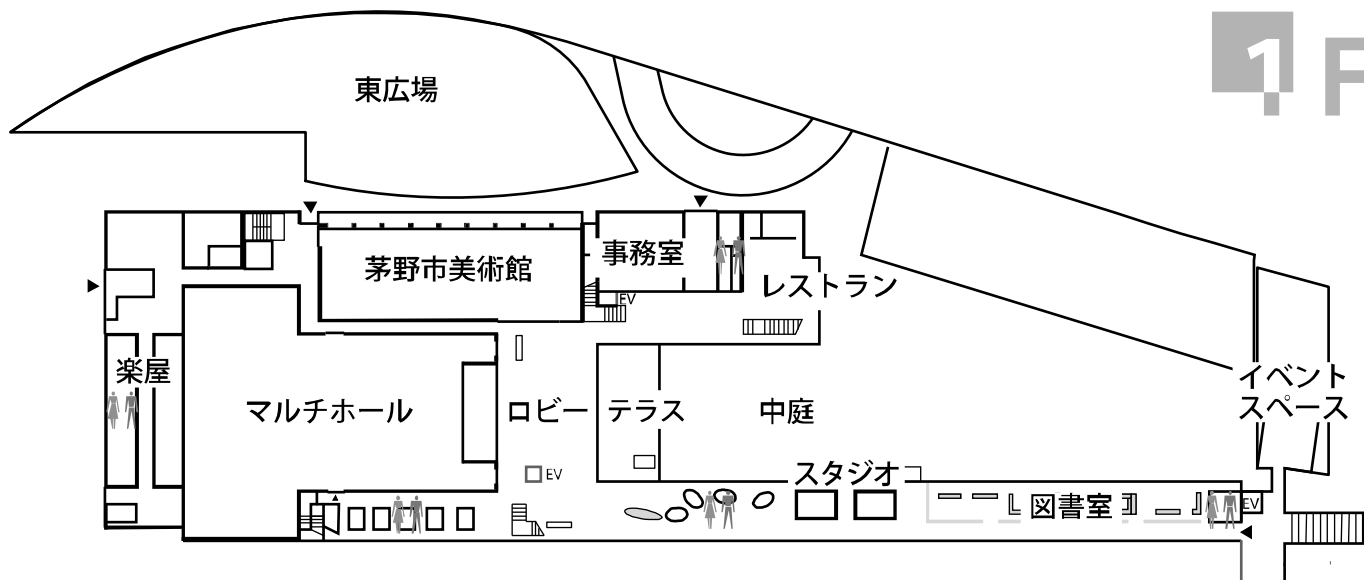 1F
東広場
茅野市美術館
事務室
EV
レストラン
楽屋
マルチホール
ロビー
テラス
中庭
イベント
スペース
EV
スタジオ
図書室
EV